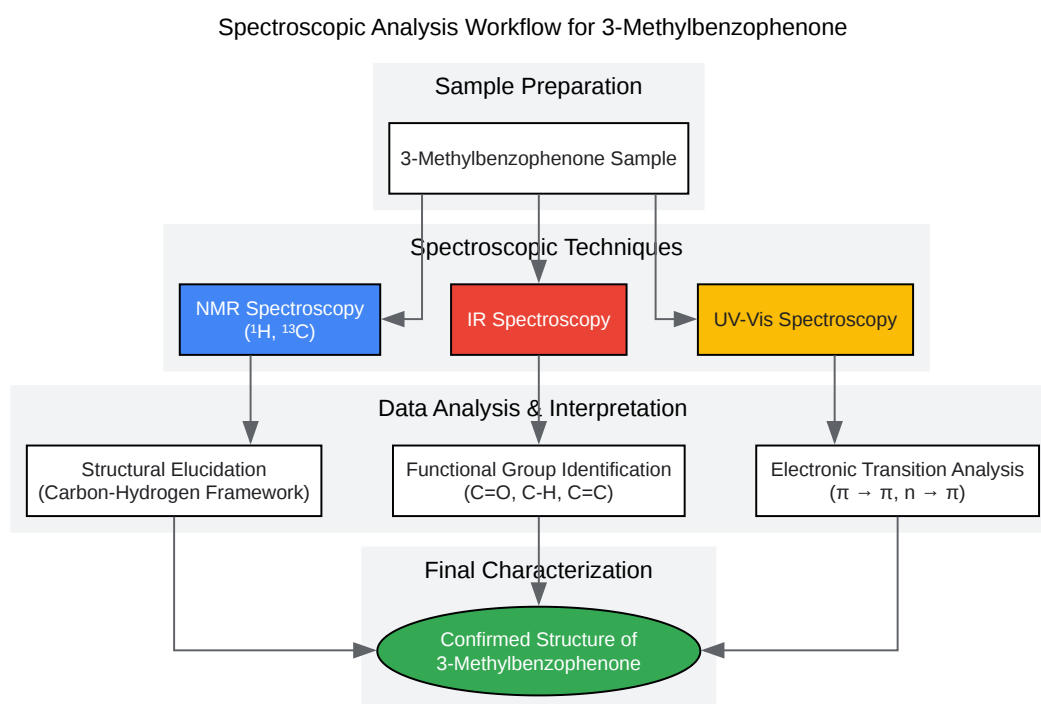 Spectroscopic Analysis Workflow for 3-Methylbenzophenone
Sample Preparation
3-Methylbenzophenone Sample
Spectroscopic Techniques
NMR Spectroscopy
(¹H, ¹³C)
IR Spectroscopy
UV-Vis Spectroscopy
Data Analysis & Interpretation
Structural Elucidation
(Carbon-Hydrogen Framework)
Functional Group Identification
(C=O, C-H, C=C)
Electronic Transition Analysis
(π → π, n → π)
Final Characterization
Confirmed Structure of
3-Methylbenzophenone